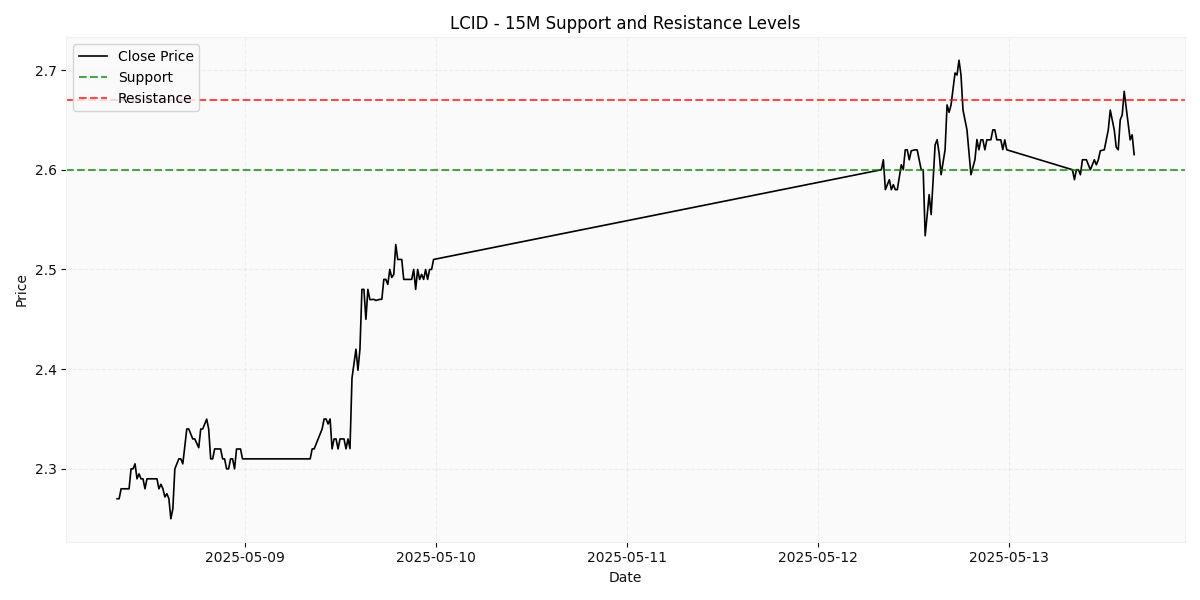 LCID - 15M Support and Resistance Levels
Close Price
Support
Resistance
2.7
2.6
2.5
2.4
2.3
Price
2025-05-09
2025-05-10
2025-05-11
2025-05-12
2025-05-13
Date